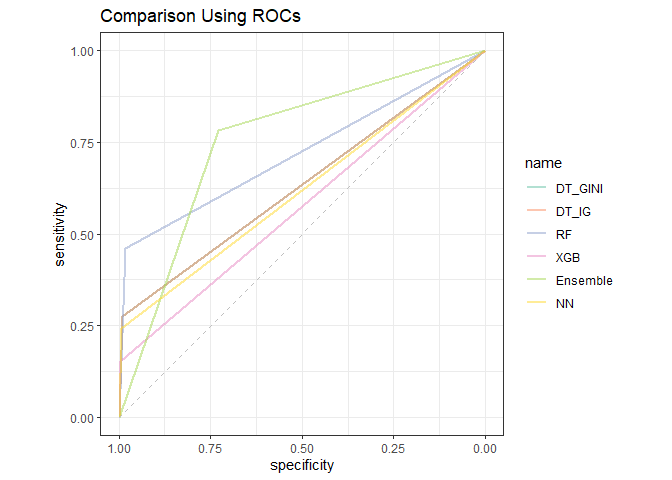 Comparison Using ROCs
1.00
0.75
0.50
0.25
0.00
sensitivity
1.00 0.75 0.50 0.25 0.00
specificity
name
DT_GINI
DT_IG
RF
XGB
Ensemble
NN